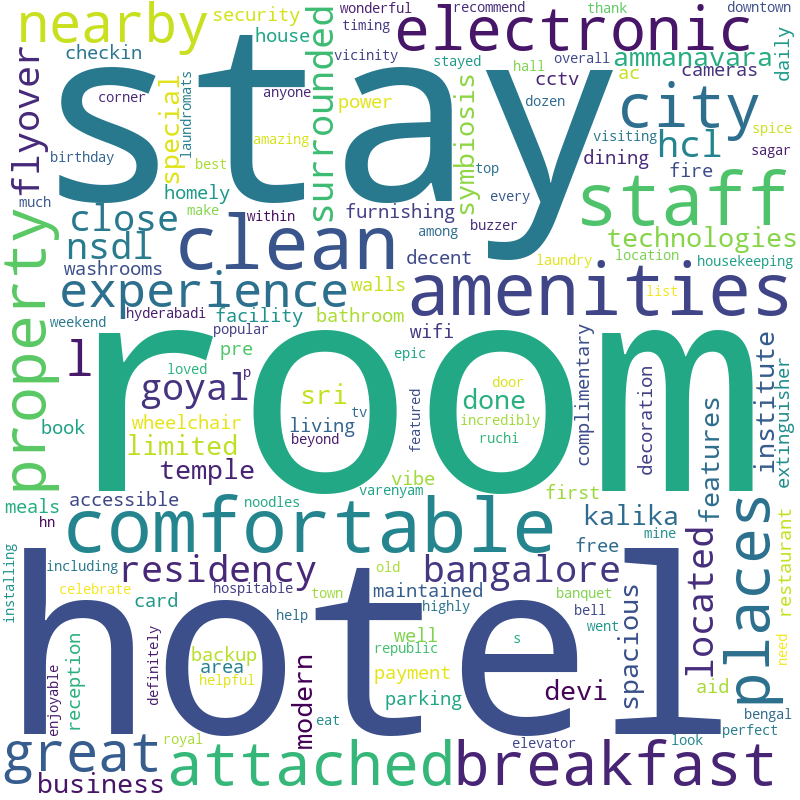 wonderful
recommend
thank
downtown
nearby
security
timing
electronic
house
stay
vicinity
stayed
hall
overall
ammanavara
daily
checkin
flyover
corner
special
laundromats
anyone
power
surrounded
cctv
ac
cameras
symbiosis
dozen
city
visiting
spice
birthday
amazing
best
top
hcl
dining
fire
sagar
much
homely
make
within
furnishing
every
staff
close
clean
among
buzzer
nsdl
decent
technologies
washrooms
laundry
location
housekeeping
property
experience
walls
amenities
list
hyderabadi
facility
bathroom
weekend
popular
wifi
complimentary
l
room
pre
epic
institute
loved
p
tv
featured
door
decoration
extinguisher
goyal
sri
done
book
wheelchair
living
beyond
incredibly
ruchi
limited
features
temple
vibe
meals
accessible
noodles
varenyam
first
kalika
places
hn
comfortable
free
mine
restaurant
installing
including
residency
old
bangalore
located
celebrate
hospitable
town
maintained
banquet
spacious
need
card
help
highly
bell
hotel
went
enjoyable
reception
definitely
backup
area
helpful
modern
well
republic
s
payment
parking
devi
aid
eat
bengal
great
royal
elevator
look
perfect
business
attached
breakfast